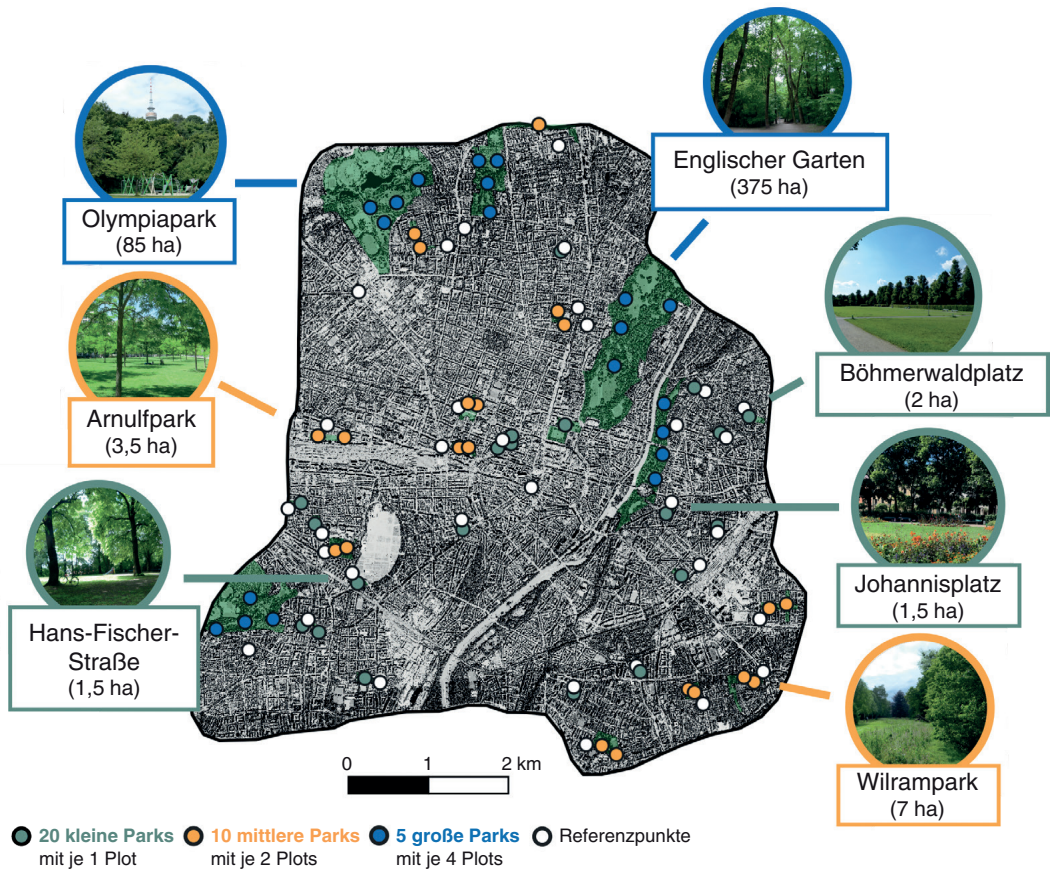 Olympiapark
(85 ha)
Englischer Garten
(375 ha)
Arnulfpark
(3,5 ha)
Böhmerwaldplatz
(2 ha)
Hans-Fischer-
Straße
(1,5 ha)
Johannisplatz
(1,5 ha)
Wilrampark
(7 ha)
0 1 2 km
20 kleine Parks
mit je 1 Plot
10 mittlere Parks
mit je 2 Plots
5 große Parks
mit je 4 Plots
Referenzpunkte